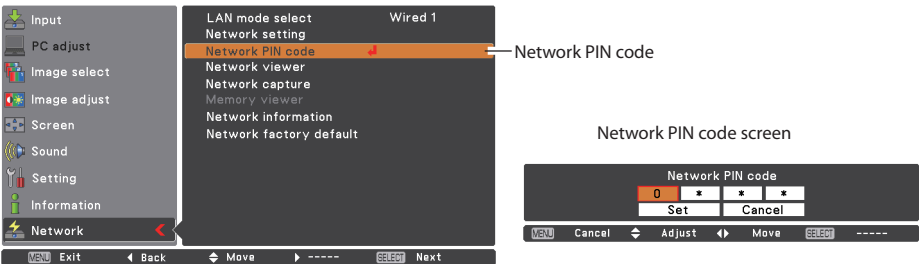 Input
PC adjust
Image select
Image adjust
Screen
Sound
Setting
Information
Network
LAN mode select Wired 1
Network setting
Network PIN code
Network viewer
Network capture
Memory viewer
Network information
Network factory default
MENU Exit Back Move ----- SELECT Next
Network PIN code
Network PIN code screen
Network PIN code
0 * * *
Set Cancel
MENU Cancel Adjust Move SELECT -----